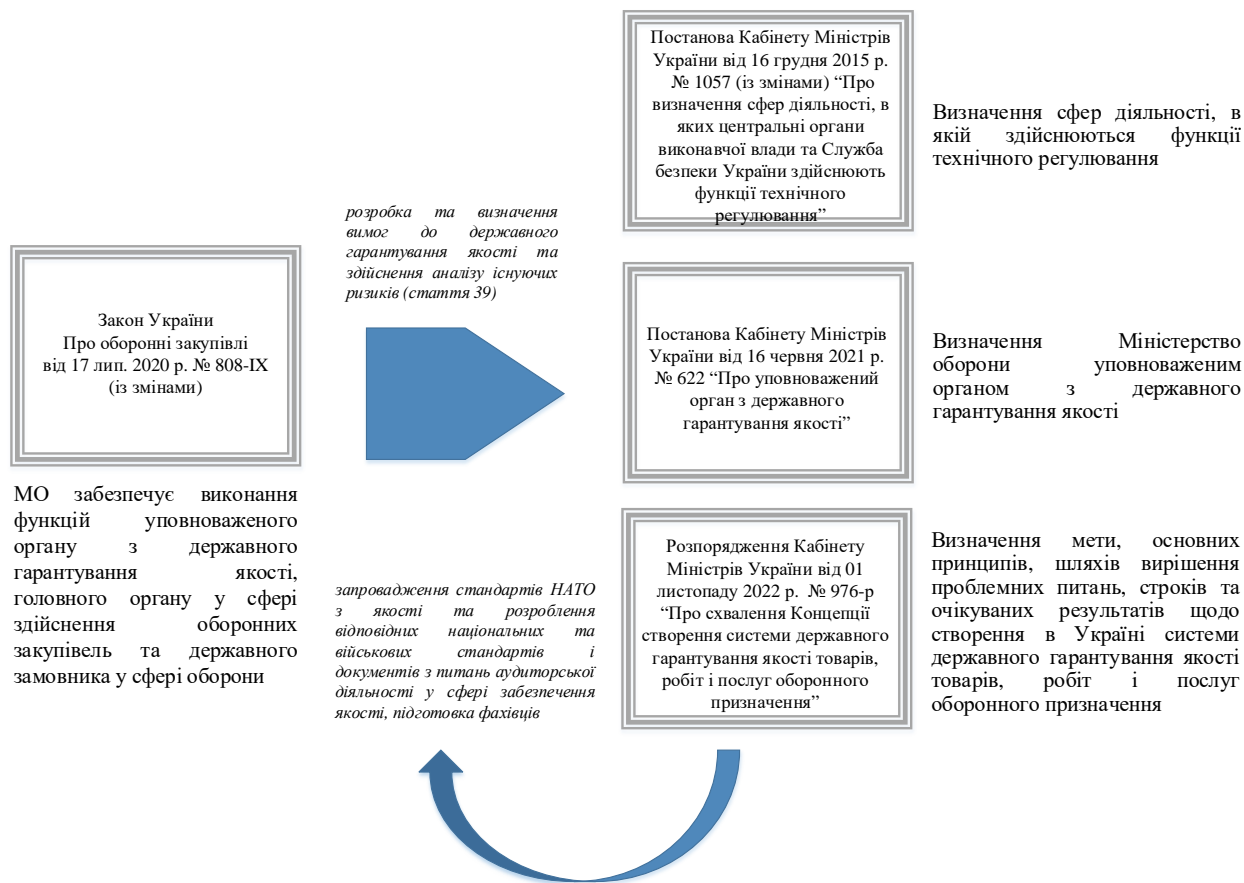 Закон України
Про оборонні закупівлі
від 17 лип. 2020 р. № 808-IX
(із змінами)
МО забезпечує виконання
функцій уповноваженого
органу з державного
гарантування якості,
головного органу у сфері
здійснення оборонних
закупівель та державного
замовника у сфері оборони
розробка та визначення
вимог до державного
гарантування якості та
здійснення аналізу існуючих
ризиків (стаття 39)
запровадження стандартів НАТО
з якості та розроблення
відповідних національних та
військових стандартів і
документів з питань аудиторської
діяльності у сфері забезпечення
якості, підготовка фахівців
Постанова Кабінету Міністрів
України від 16 грудня 2015 р.
№ 1057 (із змінами) “Про
визначення сфер діяльності, в
яких центральні органи
виконавчої влади та Служба
безпеки України здійснюють
функції технічного
регулювання”
Визначення сфер діяльності, в
якій здійснюються функції
технічного регулювання
Постанова Кабінету Міністрів
України від 16 червня 2021 р.
№ 622 “Про уповноважений
орган з державного
гарантування якості”
Визначення Міністерство
оборони уповноваженим
органом з державного
гарантування якості
Розпорядження Кабінету
Міністрів України від 01
листопаду 2022 р. № 976-р
“Про схвалення Концепції
створення системи державного
гарантування якості товарів,
робіт і послуг оборонного
призначення”
Визначення мети, основних
принципів, шляхів вирішення
проблемних питань, строків та
очікуваних результатів щодо
створення в Україні системи
державного гарантування якості
товарів, робіт і послуг
оборонного призначення